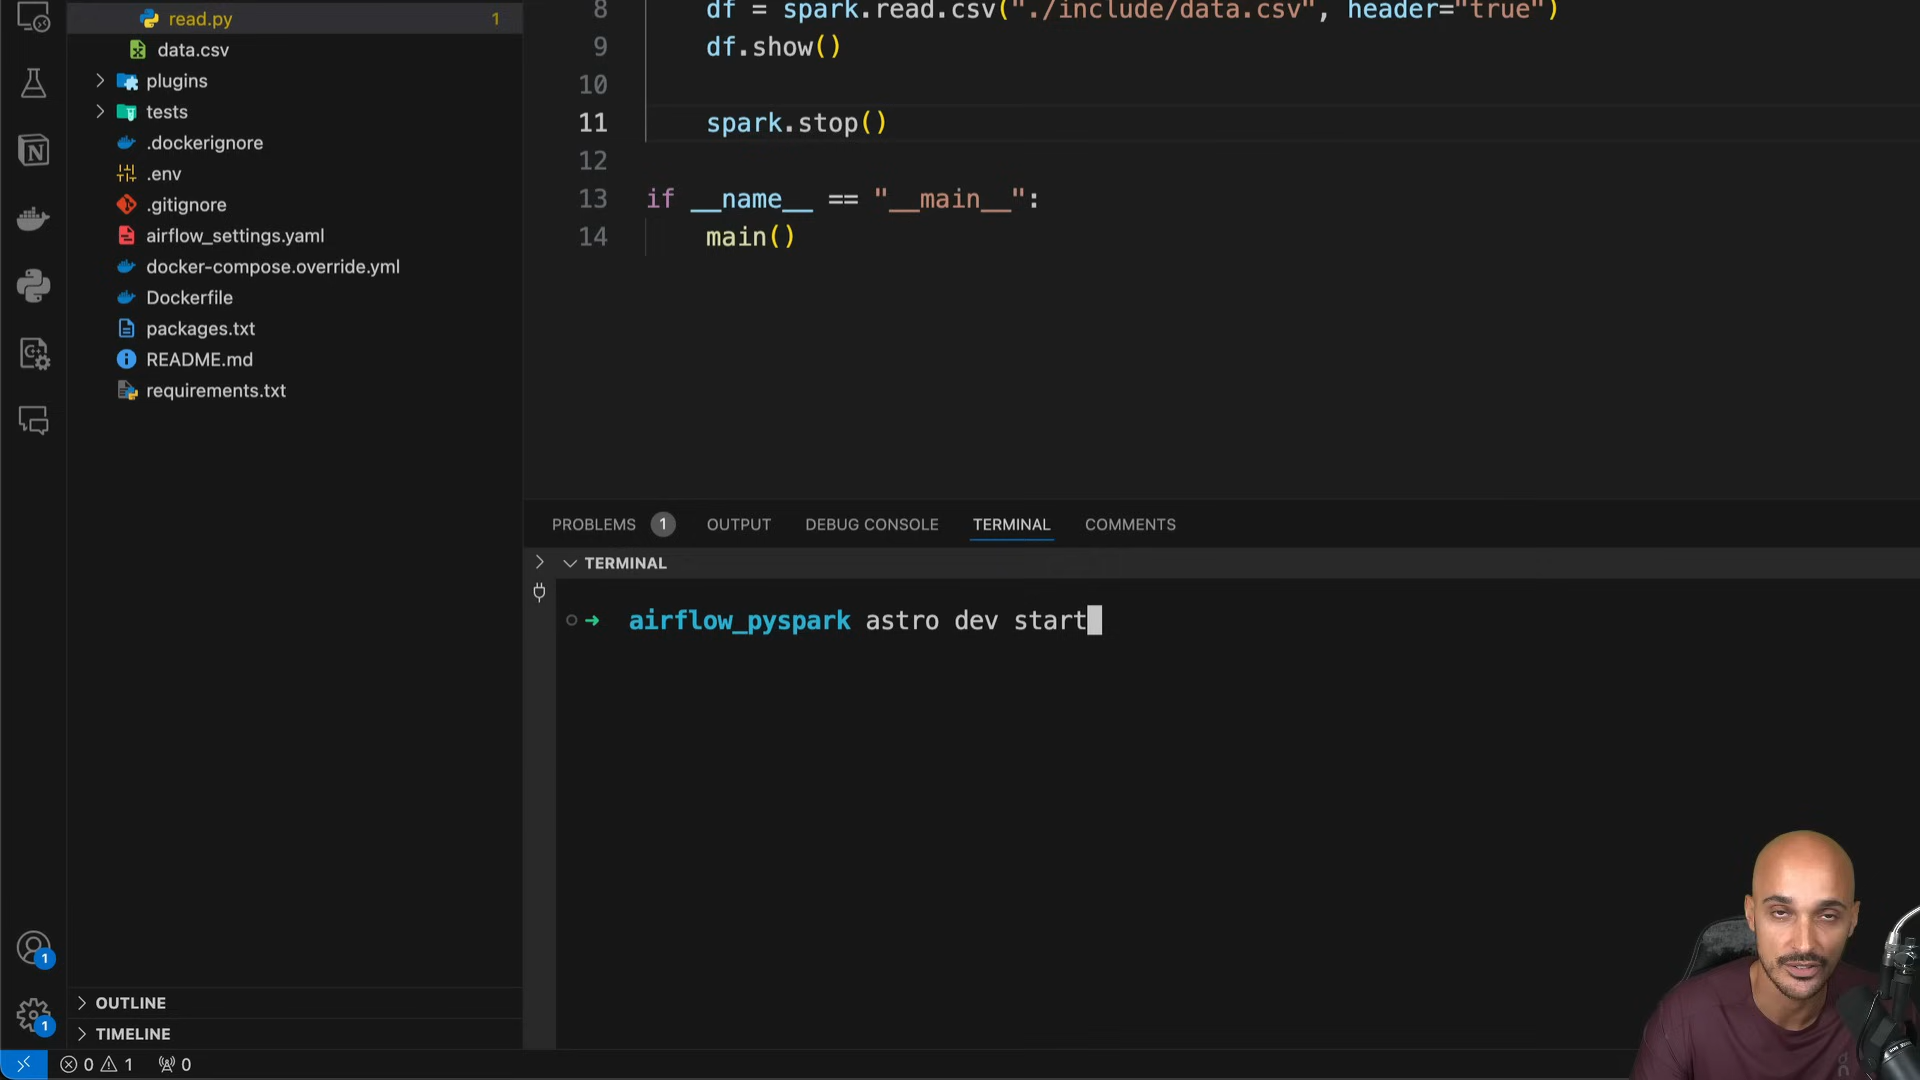 read.py 1
data.csv
plugins
tests
.dockerignore
.env
.gitignore
airflow_settings.yaml
docker-compose.override.yml
Dockerfile
packages.txt
README.md
requirements.txt
OUTLINE
TIMELINE
8 df = spark.read.csv("./include/data.csv", header="true")
9 df.show()
10
11 spark.stop()
12
13 if __name__ == "__main__":
14 main()
PROBLEMS 1 OUTPUT DEBUG CONSOLE TERMINAL COMMENTS
TERMINAL
airflow_pyspark astro dev start
1
1
0 1 0